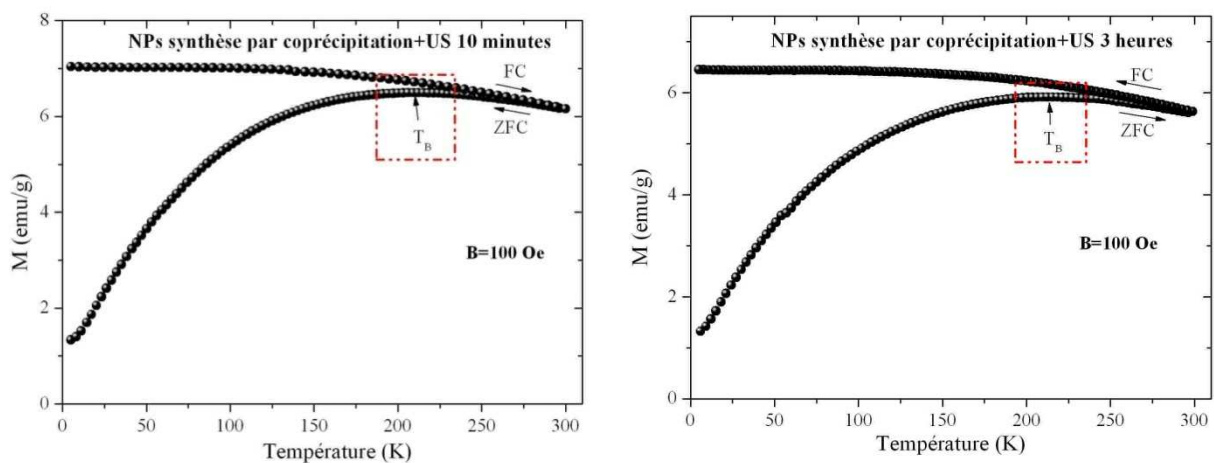 NPs synthèse par coprécipitation+US 10 minutes
8
6
4
2
0
M (emu/g)
FC
ZFC
T_B
B=100 Oe
0 50 100 150 200 250 300
Température (K)
NPs synthèse par coprécipitation+US 3 heures
8
6
4
2
0
M (emu/g)
FC
ZFC
T_B
B=100 Oe
0 50 100 150 200 250 300
Température (K)